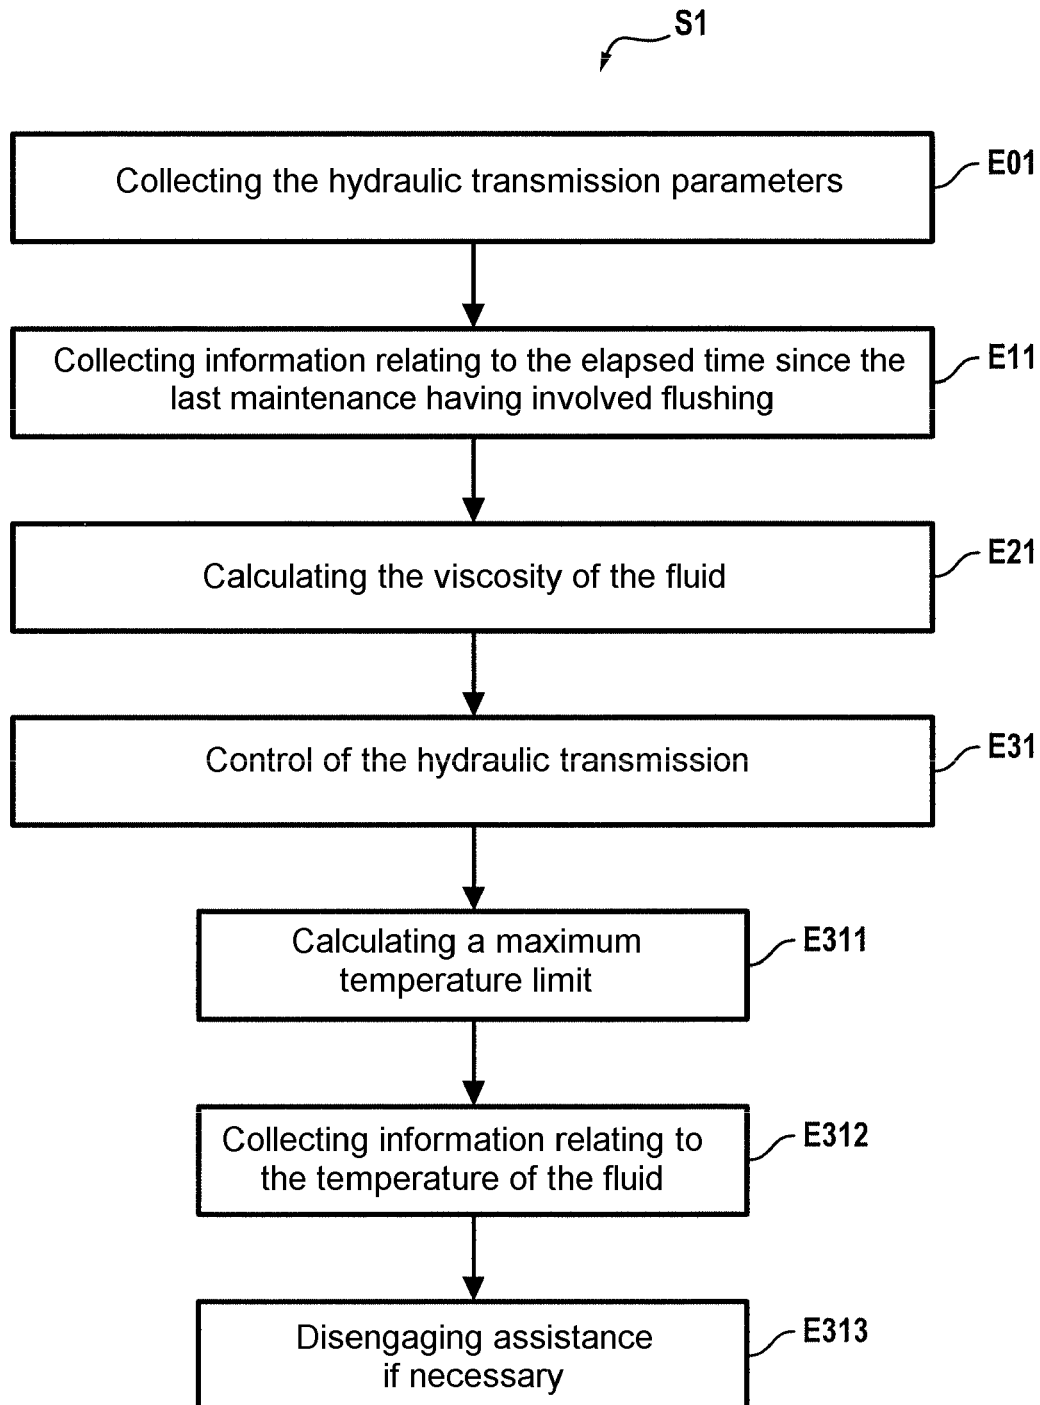 S1
Collecting the hydraulic transmission parameters
E01
Collecting information relating to the elapsed time since the
last maintenance having involved flushing
E11
Calculating the viscosity of the fluid
E21
Control of the hydraulic transmission
E31
Calculating a maximum
temperature limit
E311
Collecting information relating to
the temperature of the fluid
E312
Disengaging assistance
if necessary
E313